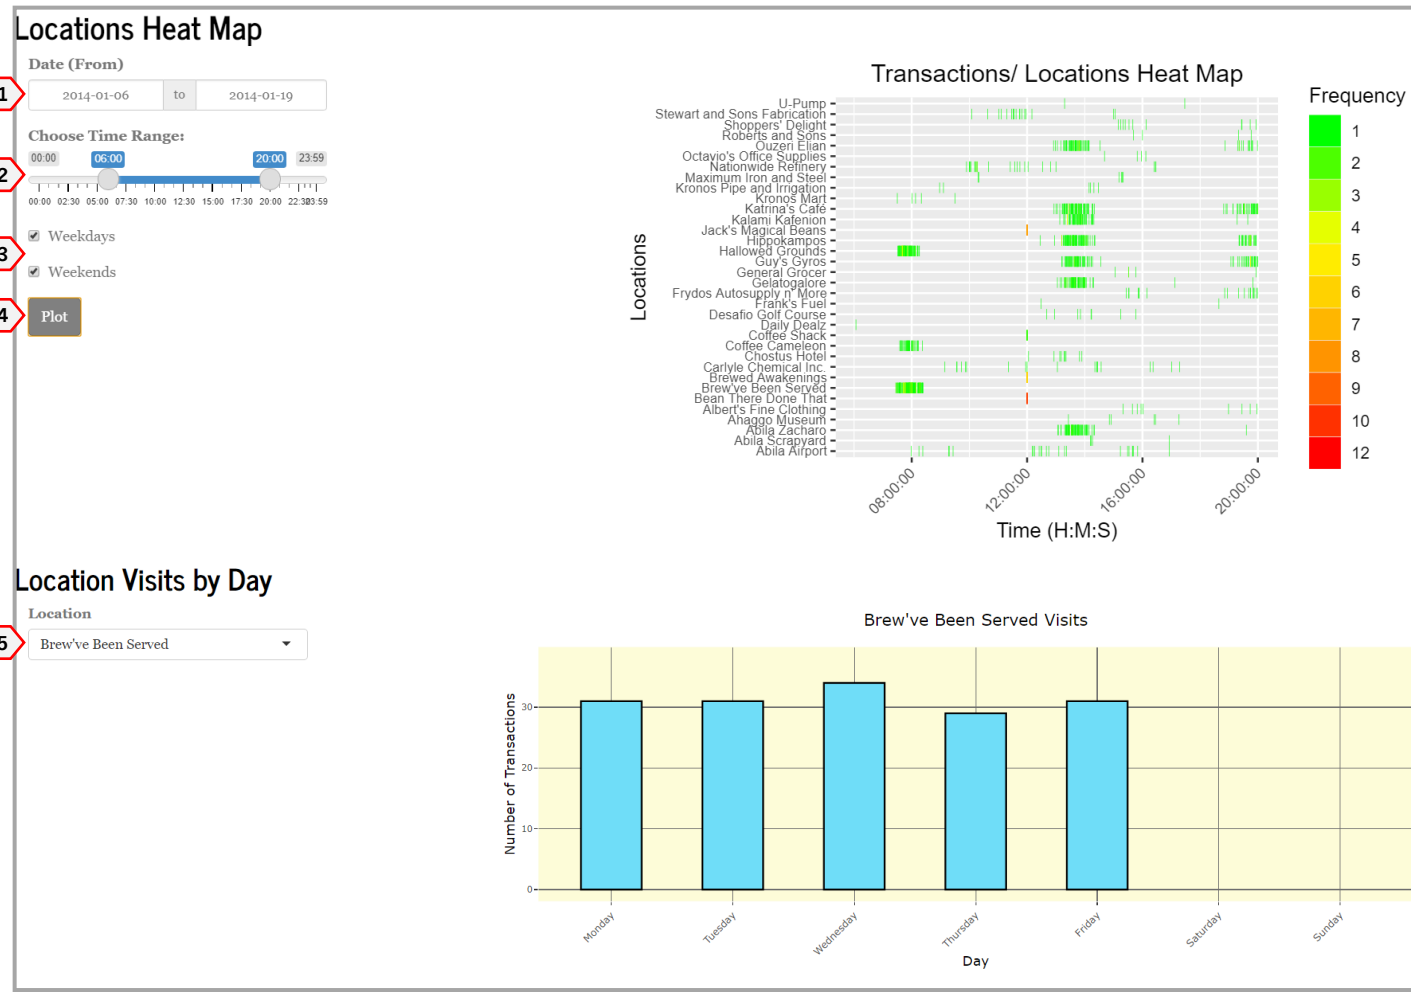 Locations Heat Map
Date (From)
1
2014-01-06 to 2014-01-19
Choose Time Range:
00:00 06:00 20:00 23:59
2
00:00 02:30 05:00 07:30 10:00 12:30 15:00 17:30 20:00 22:30 23:59
3
Weekdays
Weekends
4
Plot
Transactions/ Locations Heat Map
Locations
U-Pump
Stewart and Sons Fabrication
Shoppers' Delight
Roberts and Sons
Ouzeri Elian
Octavio's Office Supplies
Nationwide Refinery
Maximum Iron and Steel
Kronos Pipe and Irrigation
Kronos Mart
Katrina's Café
Kalami Kafenion
Jack's Magical Beans
Hippokampos
Hallowed Grounds
Guy's Gyros
General Grocer
Gelatogalore
Frydos Autosupply n' More
Frank's Fuel
Desafio Golf Course
Daily Dealz
Coffee Shack
Coffee Cameleon
Chostus Hotel
Carlyle Chemical Inc.
Brewed Awakenings
Brew've Been Served
Bean There Done That
Albert's Fine Clothing
Ahaggo Museum
Abila Zacharo
Abila Scrapyard
Abila Airport
08:00:00 12:00:00 16:00:00 20:00:00
Time (H:M:S)
Frequency
1
2
3
4
5
6
7
8
9
10
12
Location Visits by Day
Location
5
Brew've Been Served
Brew've Been Served Visits
Number of Transactions
30
20
10
0
Monday Tuesday Wednesday Thursday Friday Saturday Sunday
Day